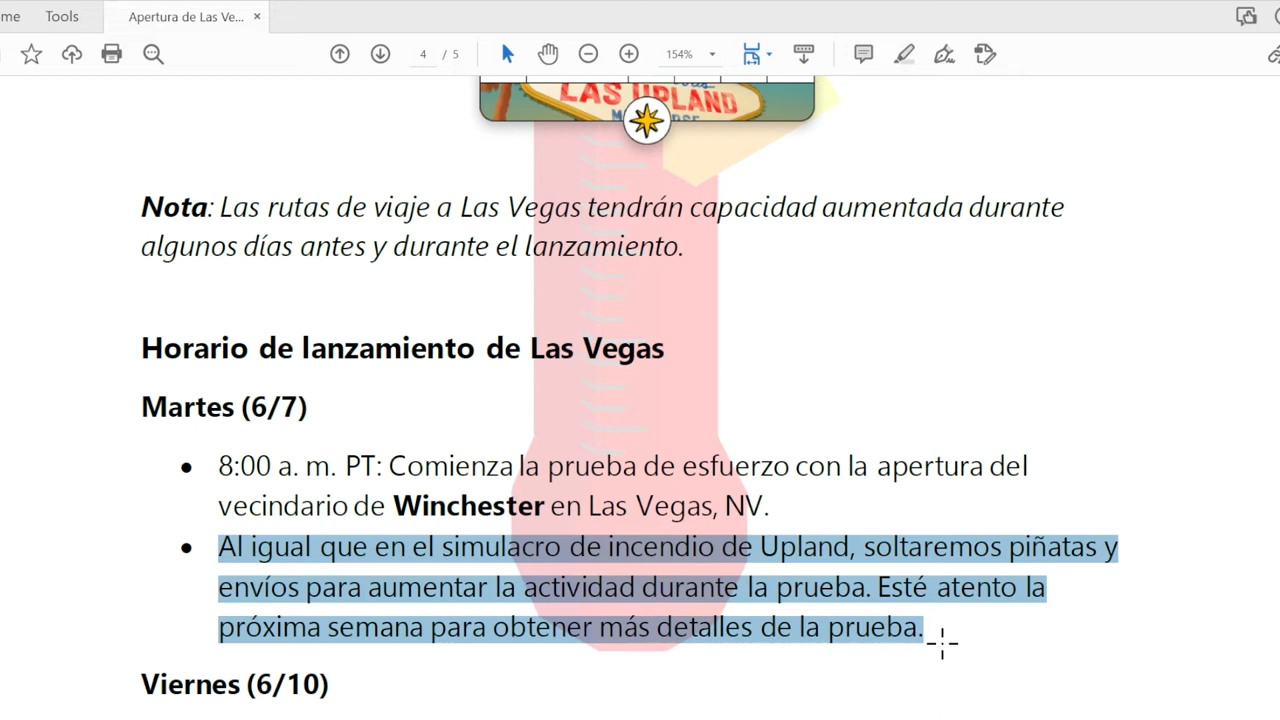 me Tools Apertura de Las Ve... ×
4 / 5 154%
LAS UPLAND
Nota: Las rutas de viaje a Las Vegas tendrán capacidad aumentada durante
algunos días antes y durante el lanzamiento.
Horario de lanzamiento de Las Vegas
Martes (6/7)
• 8:00 a. m. PT: Comienza la prueba de esfuerzo con la apertura del
vecindario de Winchester en Las Vegas, NV.
• Al igual que en el simulacro de incendio de Upland, soltaremos piñatas y
envíos para aumentar la actividad durante la prueba. Esté atento la
próxima semana para obtener más detalles de la prueba.
Viernes (6/10)